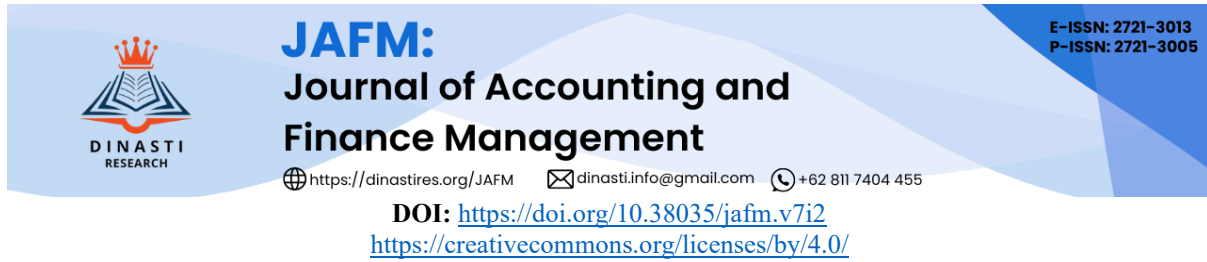 E-ISSN: 2721-3013
P-ISSN: 2721-3005
JAFM:
Journal of Accounting and
Finance Management
DINASTI
RESEARCH
https://dinastires.org/JAFM dinasti.info@gmail.com +62 811 7404 455
DOI: https://doi.org/10.38035/jafm.v7i2
https://creativecommons.org/licenses/by/4.0/